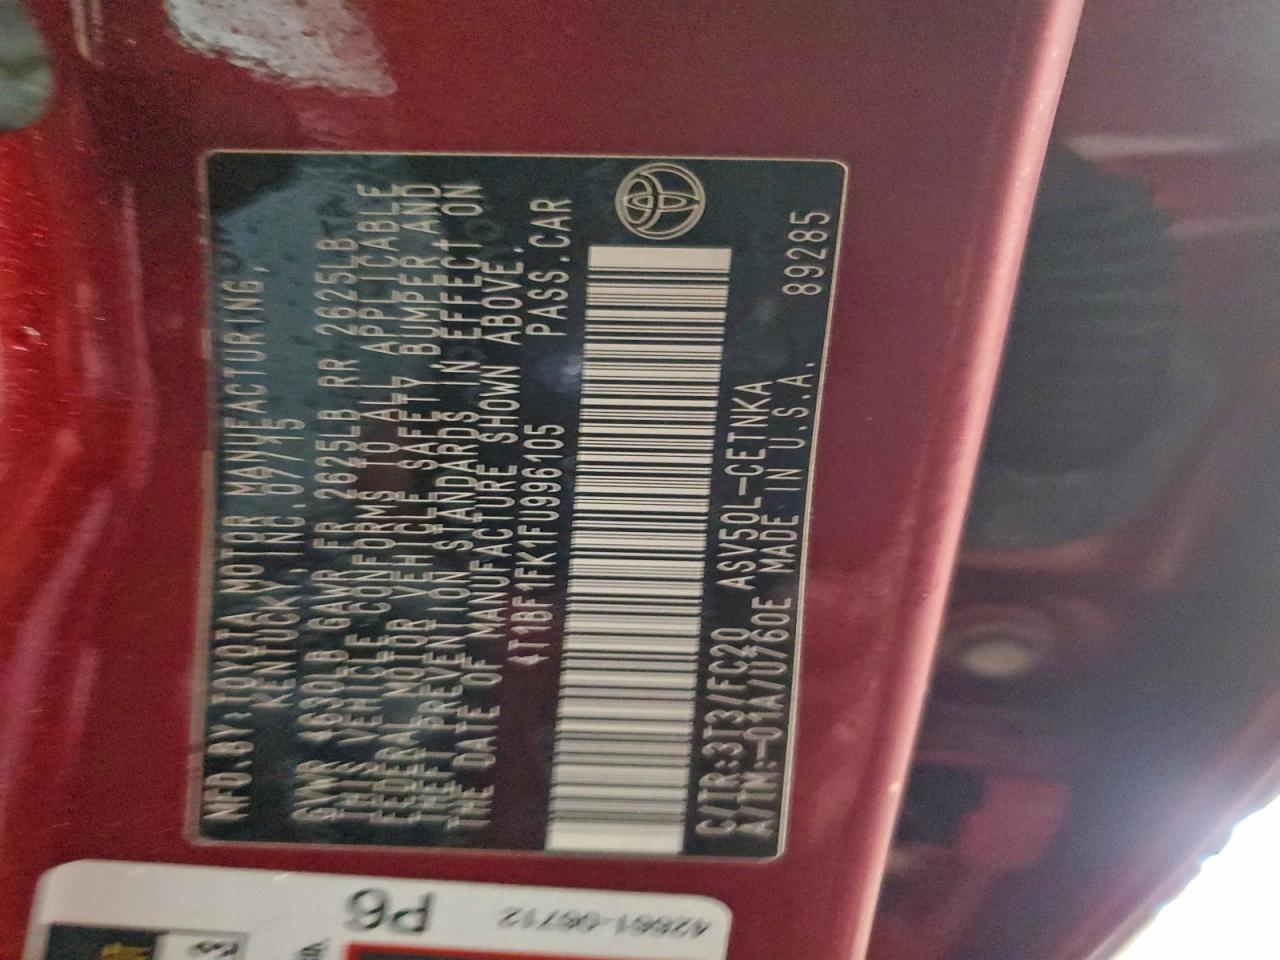 MFD.BY:TOYOTA MOTOR MANUFACTURING,
KENTUCKY,INC. 07/15
GVWR 4630LB GAWR FR 2625LB RR 2625LB
THIS VEHICLE CONFORMS TO ALL APPLICABLE
FEDERAL MOTOR VEHICLE SAFETY BUMPER,AND
THEFT PREVENTION STANDARDS IN EFFECT ON
THE DATE OF MANUFACTURE SHOWN ABOVE.
4T1BF1FK1FU996105 PASS.CAR
C/TR:3T3/FC20 ASV50L-CETNKA
A/TM:-01A/U760E MADE IN U.S.A. 89285
P6
42661-06712